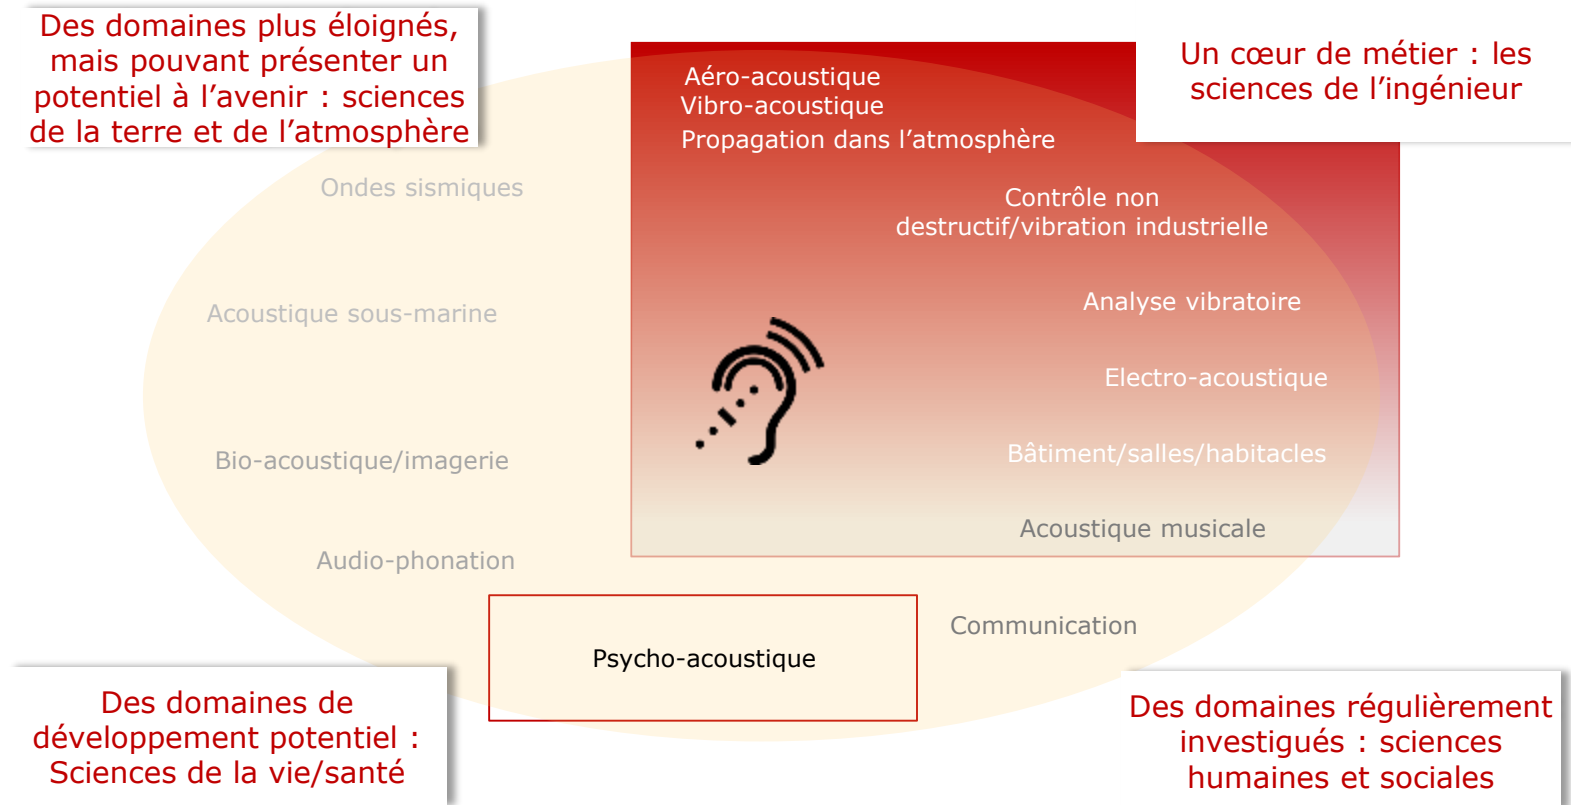 Des domaines plus éloignés,
mais pouvant présenter un
potentiel à l’avenir : sciences
de la terre et de l’atmosphère
Un cœur de métier : les
sciences de l’ingénieur
Aéro-acoustique
Vibro-acoustique
Propagation dans l’atmosphère
Ondes sismiques
Contrôle non
destructif/vibration industrielle
Acoustique sous-marine
Analyse vibratoire
Electro-acoustique
Bio-acoustique/imagerie
Bâtiment/salles/habitacles
Acoustique musicale
Audio-phonation
Communication
Psycho-acoustique
Des domaines de
développement potentiel :
Sciences de la vie/santé
Des domaines régulièrement
investigués : sciences
humaines et sociales